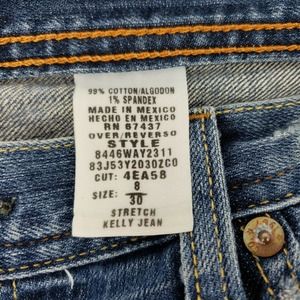 99% COTTON/ALGODON
1% SPANDEX
MADE IN MEXICO
HECHO EN MEXICO
RN 67437
OVER/REVERSO
STYLE
8446WAY2311
83J53Y2030ZC0
CUT: 4EA58
SIZE: 8
30
STRETCH
KELLY JEAN